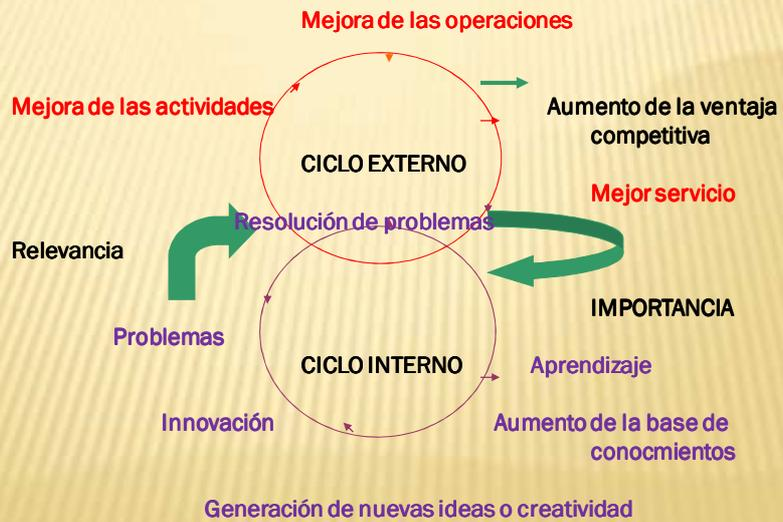 Mejora de las operaciones
Mejora de las actividades
Aumento de la ventaja
competitiva
CICLO EXTERNO
Mejor servicio
Resolución de problemas
Relevancia
IMPORTANCIA
Problemas
CICLO INTERNO
Aprendizaje
Innovación
Aumento de la base de
conocmientos
Generación de nuevas ideas o creatividad